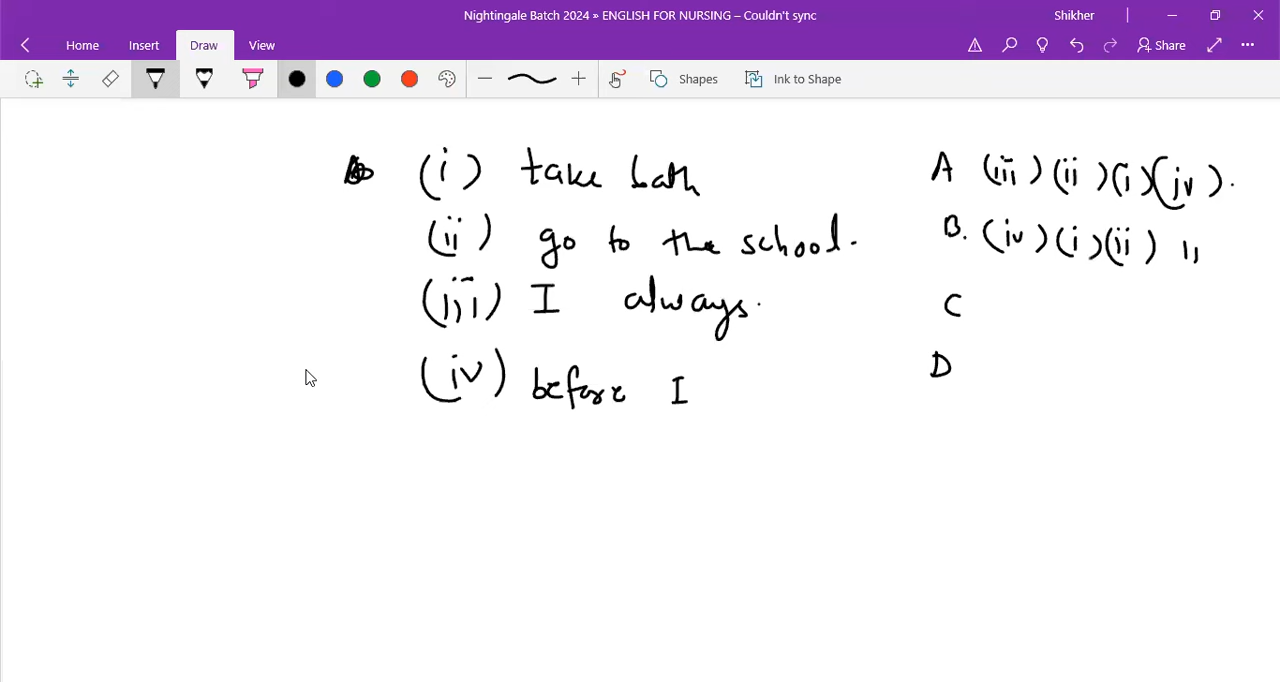 Nightingale Batch 2024 » ENGLISH FOR NURSING – Couldn't sync
Shikher
Home Insert Draw View
Share
Shapes
Ink to Shape
(i) take bath
(ii) go to the school.
(iii) I always.
(iv) before I
A (iii) (ii) (i) (iv).
B. (iv) (i) (ii)
C
D